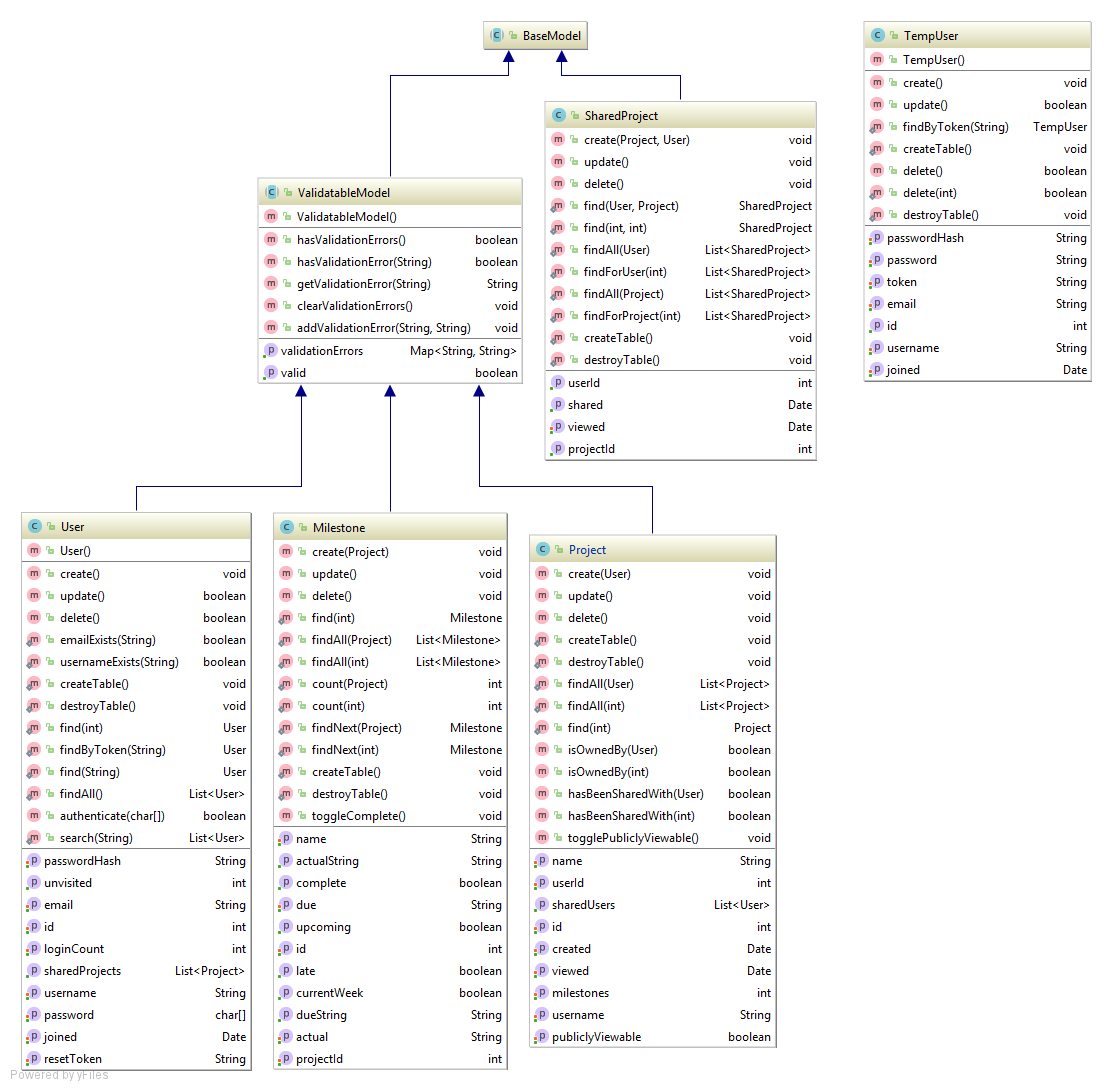 BaseModel
TempUser
TempUser()
create() void
update() boolean
findByToken(String) TempUser
createTable() void
delete() boolean
delete(int) boolean
destroyTable() void
passwordHash String
password String
token String
email String
id int
username String
joined Date
SharedProject
create(Project, User) void
update() void
delete() void
find(User, Project) SharedProject
find(int, int) SharedProject
findAll(User) List<SharedProject>
findForUser(int) List<SharedProject>
findAll(Project) List<SharedProject>
findForProject(int) List<SharedProject>
createTable() void
destroyTable() void
userId int
shared Date
viewed Date
projectId int
ValidatableModel
ValidatableModel()
hasValidationErrors() boolean
hasValidationError(String) boolean
getValidationError(String) String
clearValidationErrors() void
addValidationError(String, String) void
validationErrors Map<String, String>
valid boolean
User
User()
create() void
update() boolean
delete() boolean
emailExists(String) boolean
usernameExists(String) boolean
createTable() void
destroyTable() void
find(int) User
findByToken(String) User
find(String) User
findAll() List<User>
authenticate(char[]) boolean
search(String) List<User>
passwordHash String
unvisited int
email String
id int
loginCount int
sharedProjects List<Project>
username String
password char[]
joined Date
resetToken String
Milestone
create(Project) void
update() void
delete() void
find(int) Milestone
findAll(Project) List<Milestone>
findAll(int) List<Milestone>
count(Project) int
count(int) int
findNext(Project) Milestone
findNext(int) Milestone
createTable() void
destroyTable() void
toggleComplete() void
name String
actualString String
complete boolean
due String
upcoming boolean
id int
late boolean
currentWeek boolean
dueString String
actual String
projectId int
Project
create(User) void
update() void
delete() void
createTable() void
destroyTable() void
findAll(User) List<Project>
findAll(int) List<Project>
find(int) Project
isOwnedBy(User) boolean
isOwnedBy(int) boolean
hasBeenSharedWith(User) boolean
hasBeenSharedWith(int) boolean
togglePubliclyViewable() void
name String
userId int
sharedUsers List<User>
id int
created Date
viewed Date
milestones int
username String
publiclyViewable boolean
Powered by yFiles